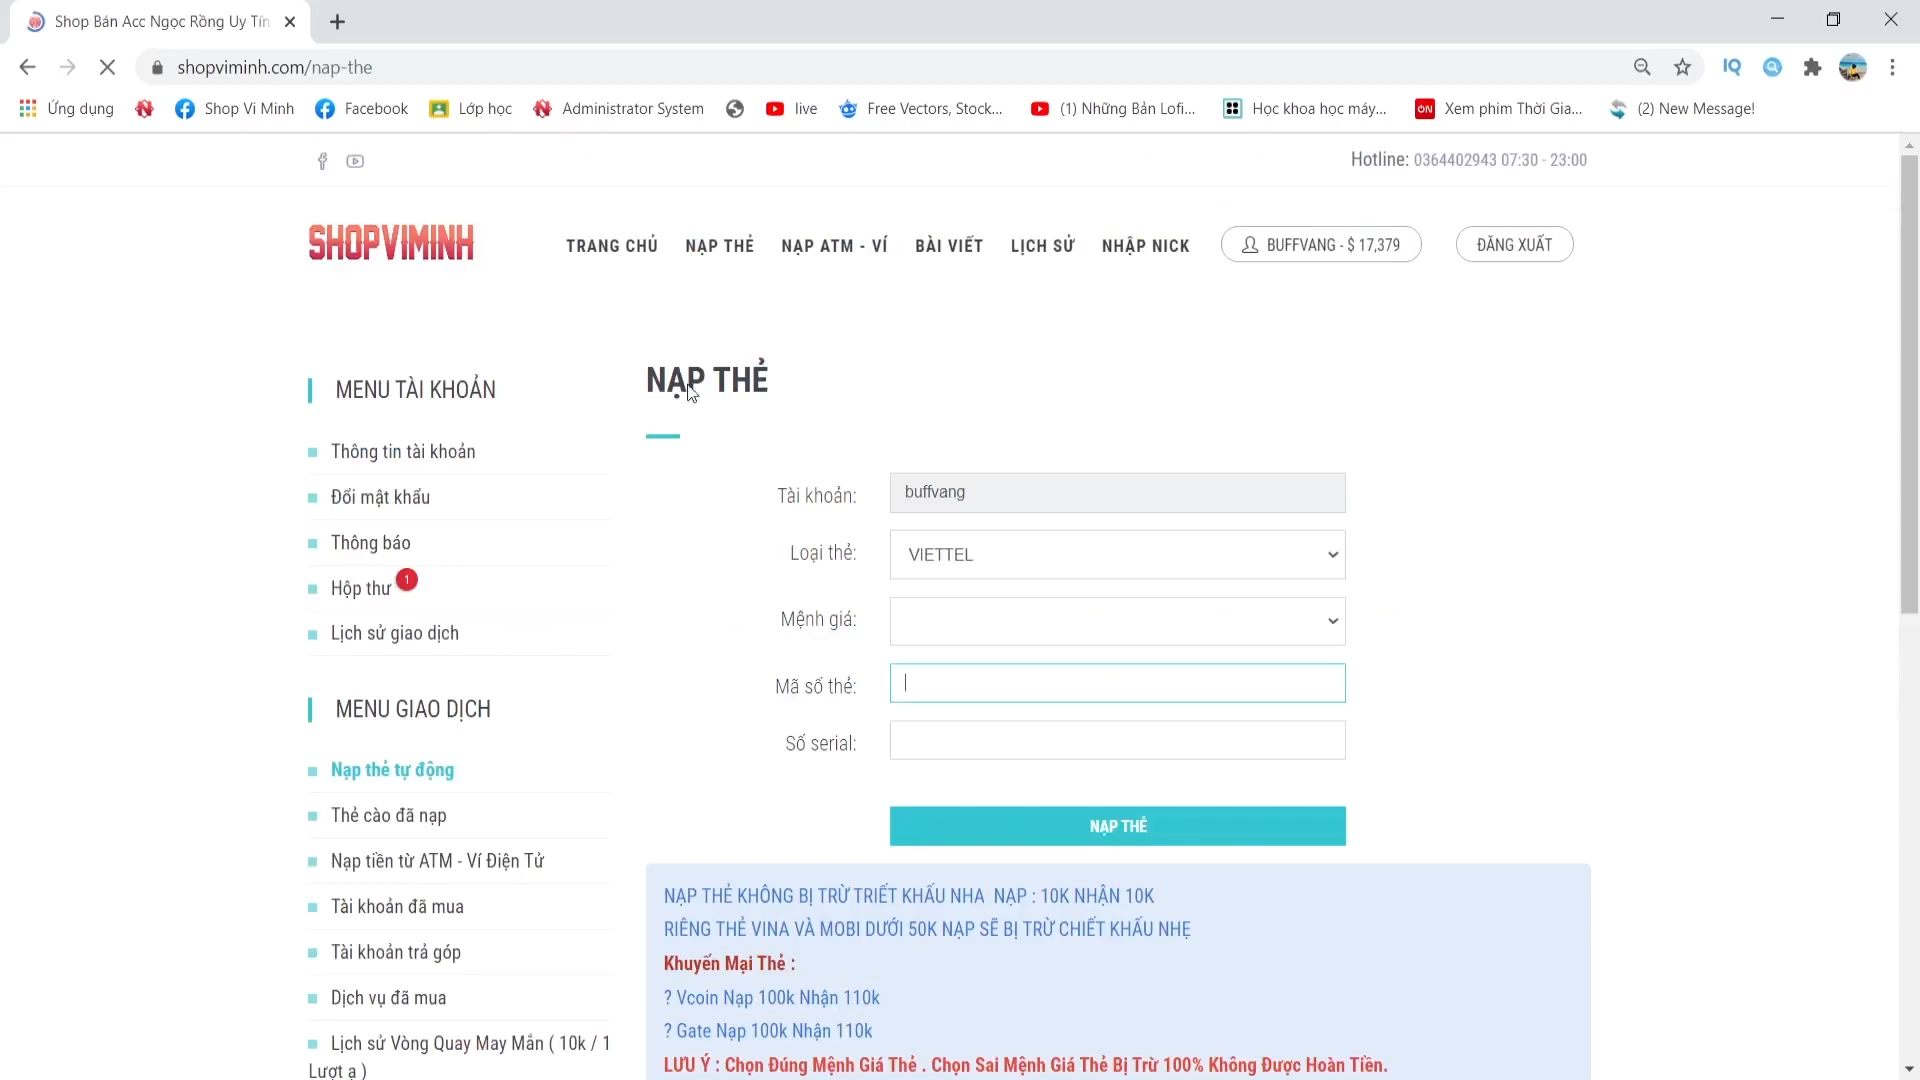 Shop Bán Acc Ngọc Rồng Uy Tín
shopviminh.com/nap-the
IQ
Ứng dụng
Shop Vi Minh
Facebook
Lớp học
Administrator System
live
Free Vectors, Stock...
(1) Những Bản Lofi...
Học khoa học máy...
ON
Xem phim Thời Gia...
(2) New Message!
Hotline: 0364402943 07:30 - 23:00
SHOPVIMINH
TRANG CHỦ
NẠP THẺ
NẠP ATM - VÍ
BÀI VIẾT
LỊCH SỬ
NHẬP NICK
BUFFVANG - $ 17,379
ĐĂNG XUẤT
MENU TÀI KHOẢN
Thông tin tài khoản
Đổi mật khẩu
Thông báo
Hộp thư 1
Lịch sử giao dịch
MENU GIAO DỊCH
Nạp thẻ tự động
Thẻ cào đã nạp
Nạp tiền từ ATM - Ví Điện Tử
Tài khoản đã mua
Tài khoản trả góp
Dịch vụ đã mua
Lịch sử Vòng Quay May Mắn ( 10k / 1
Lượt ạ )
NẠP THẺ
Tài khoản: buffvang
Loại thẻ: VIETTEL
Mệnh giá:
Mã số thẻ:
Số serial:
NẠP THẺ
NẠP THẺ KHÔNG BỊ TRỪ TRIẾT KHẤU NHA NẠP : 10K NHẬN 10K
RIÊNG THẺ VINA VÀ MOBI DƯỚI 50K NẠP SẼ BỊ TRỪ CHIẾT KHẤU NHẸ
Khuyến Mại Thẻ :
? Vcoin Nạp 100k Nhận 110k
? Gate Nạp 100k Nhận 110k
LƯU Ý : Chọn Đúng Mệnh Giá Thẻ . Chọn Sai Mệnh Giá Thẻ Bị Trừ 100% Không Được Hoàn Tiền.